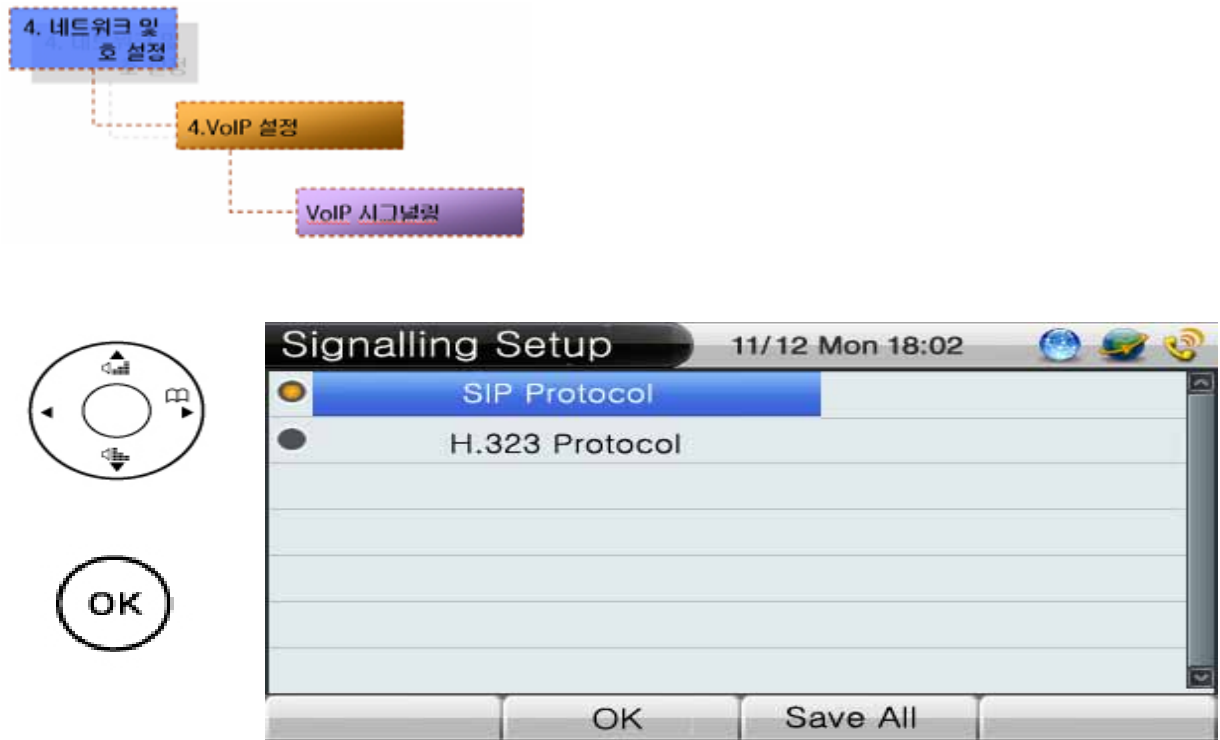 4. 네트워크 및
호 설정
4.VoIP 설정
VoIP 시그널링
Signalling Setup 11/12 Mon 18:02
SIP Protocol
H.323 Protocol
OK
OK Save All